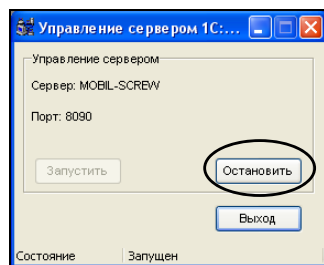 Управление сервером 1С:...
Управление сервером
Сервер: MOBIL-SCREW
Порт: 8090
Запустить Остановить
Выход
Состояние Запущен